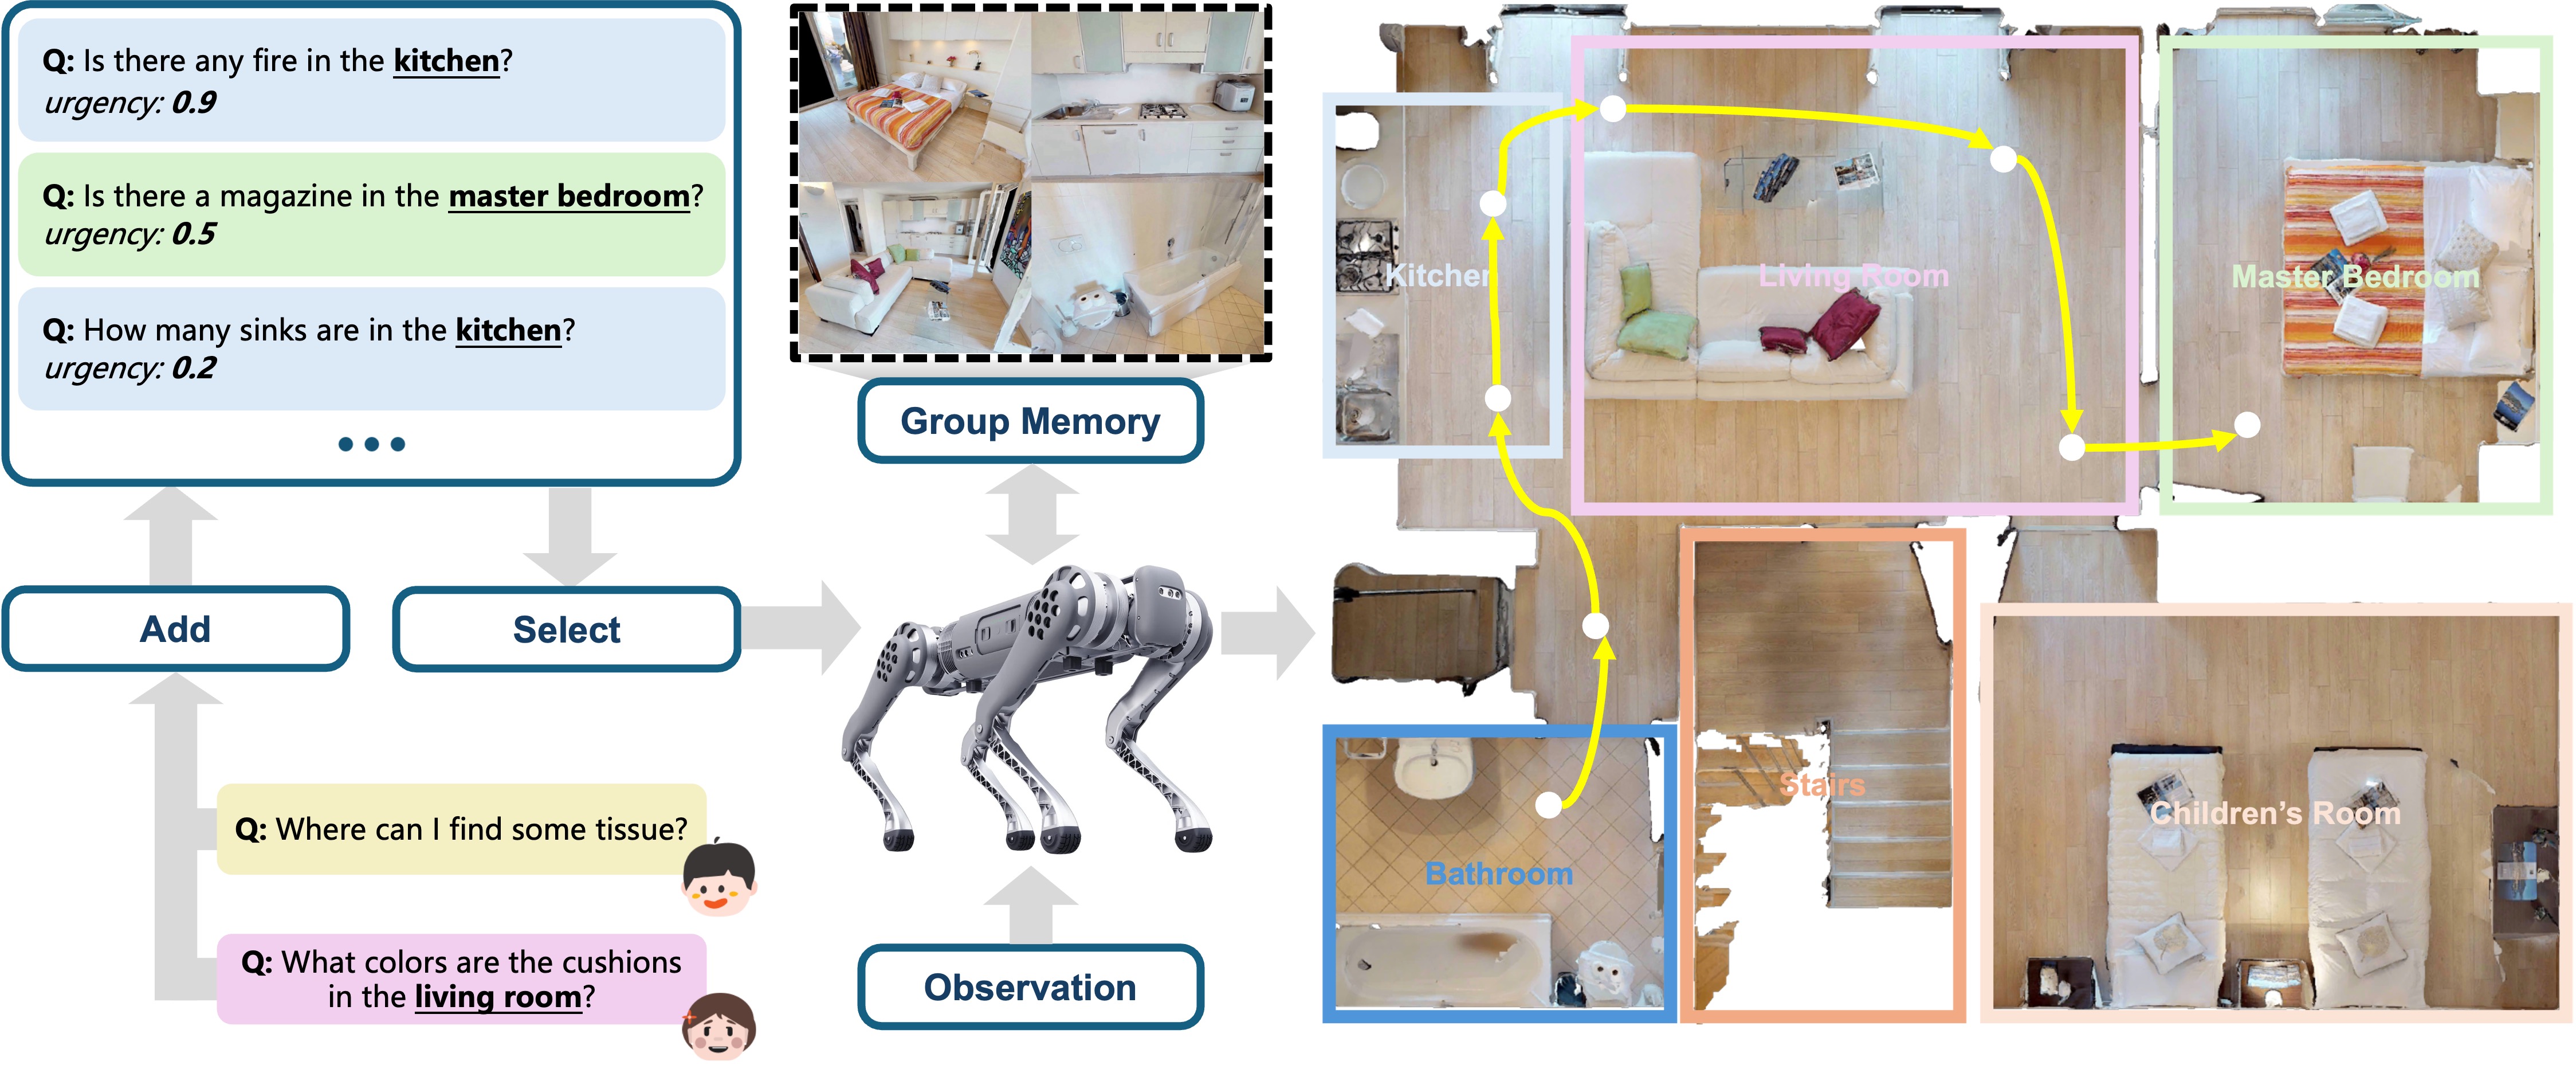 Q: Is there any fire in the kitchen?
urgency: 0.9
Q: Is there a magazine in the master bedroom?
urgency: 0.5
Q: How many sinks are in the kitchen?
urgency: 0.2
Add
Select
Q: Where can I find some tissue?
Q: What colors are the cushions
in the living room?
Group Memory
Observation
Kitchen
Living Room
Master Bedroom
Bathroom
Stairs
Children's Room